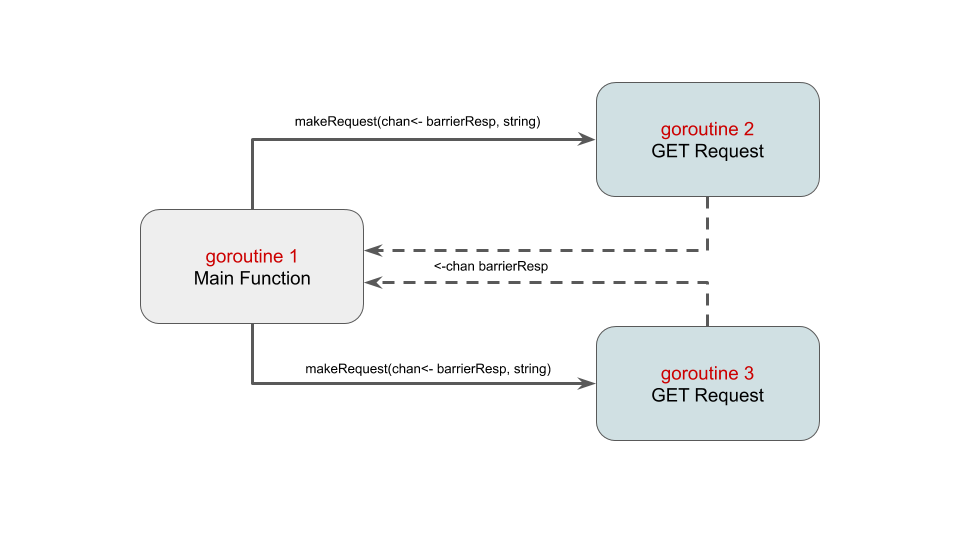 makeRequest(chan<- barrierResp, string)
goroutine 2
GET Request
goroutine 1
Main Function
<-chan barrierResp
makeRequest(chan<- barrierResp, string)
goroutine 3
GET Request